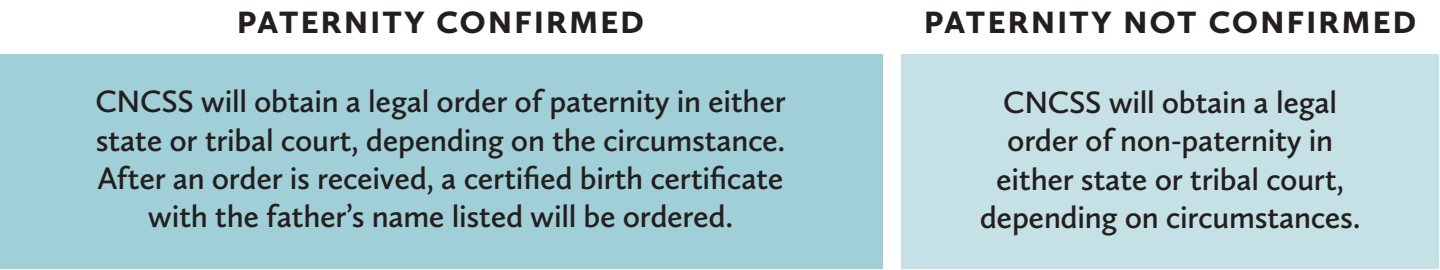 PATERNITY CONFIRMED
CNCSS will obtain a legal order of paternity in either
state or tribal court, depending on the circumstance.
After an order is received, a certified birth certificate
with the father’s name listed will be ordered.
PATERNITY NOT CONFIRMED
CNCSS will obtain a legal
order of non-paternity in
either state or tribal court,
depending on circumstances.